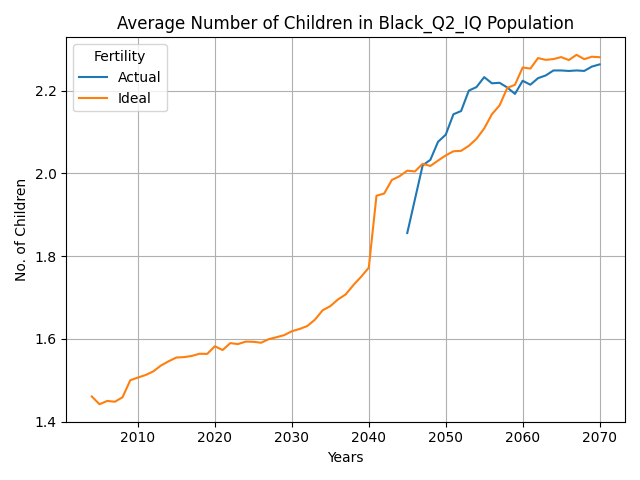 Average Number of Children in Black_Q2_IQ Population
Fertility
Actual
Ideal
No. of Children
2.2
2.0
1.8
1.6
1.4
2010 2020 2030 2040 2050 2060 2070
Years